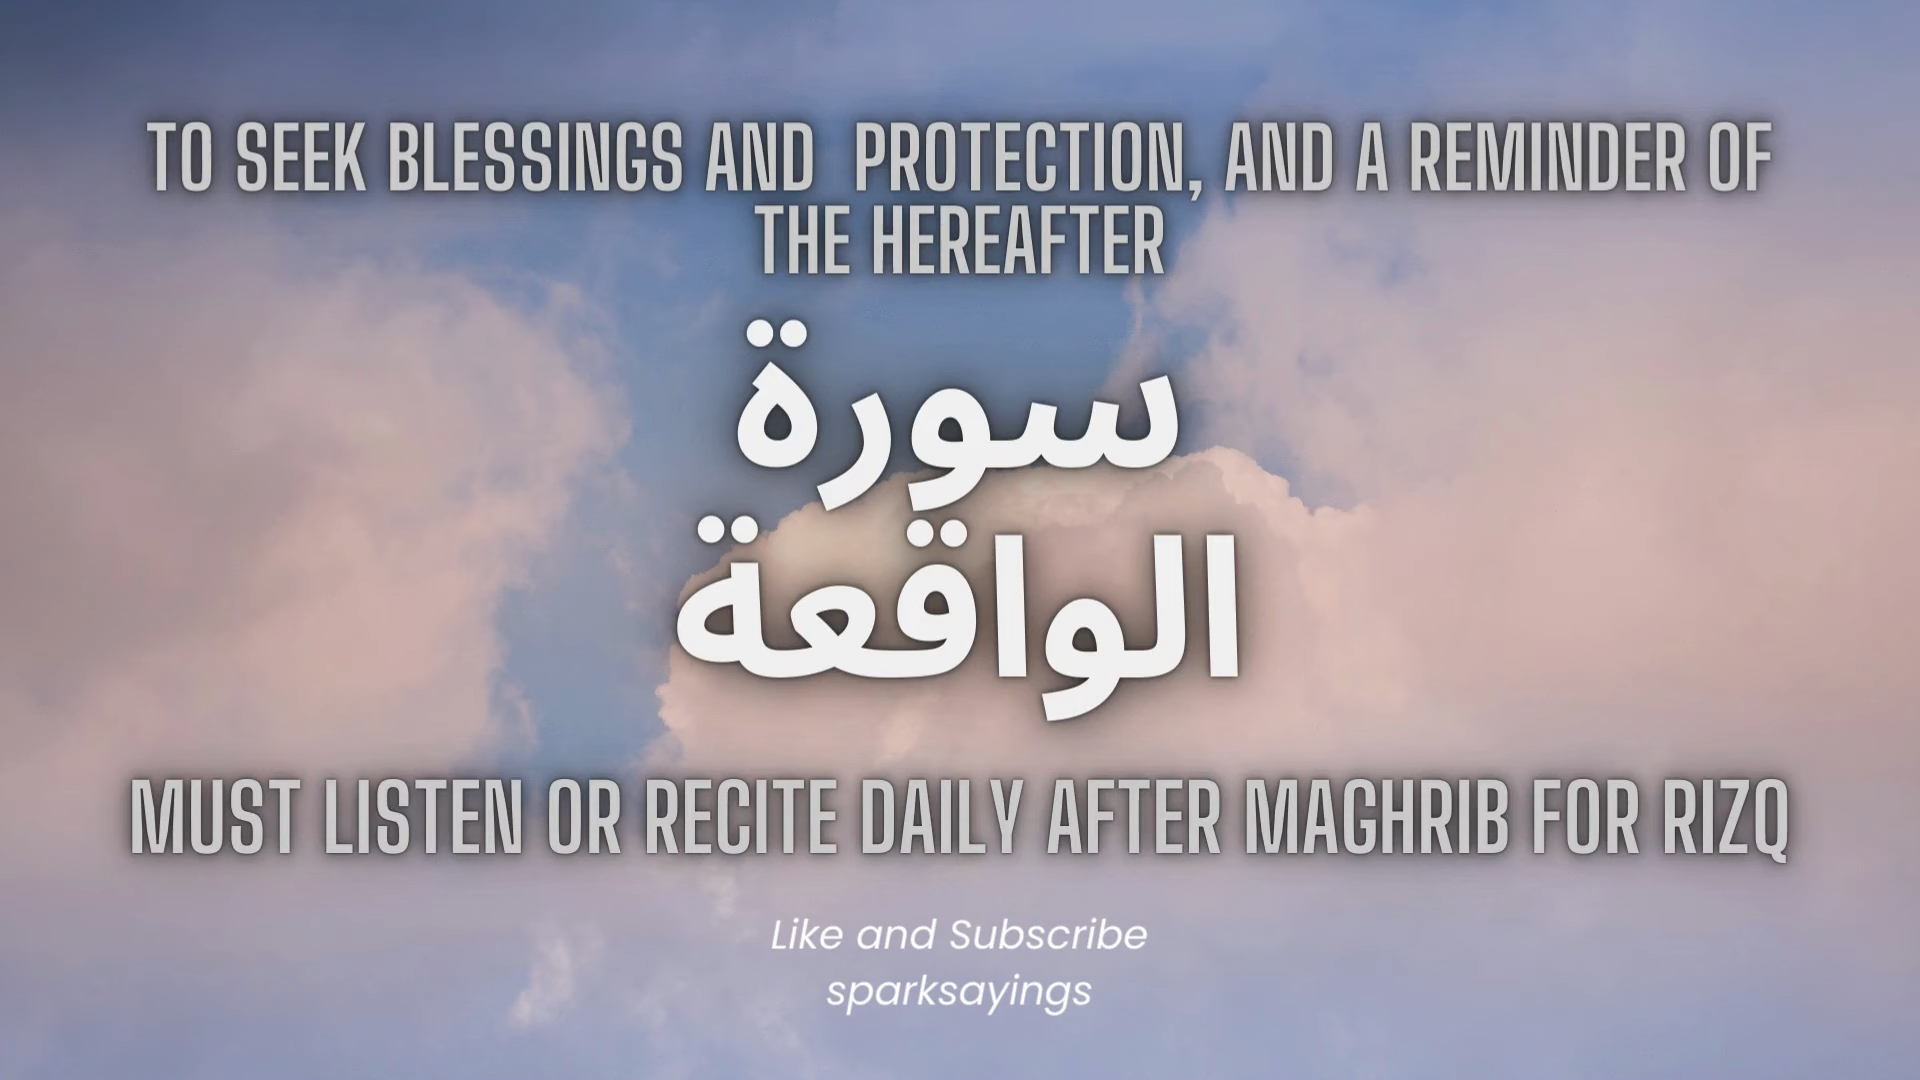 TO SEEK BLESSINGS AND PROTECTION, AND A REMINDER OF
THE HEREAFTER
سورة
الواقعة
MUST LISTEN OR RECITE DAILY AFTER MAGHRIB FOR RIZQ
Like and Subscribe
sparksayings